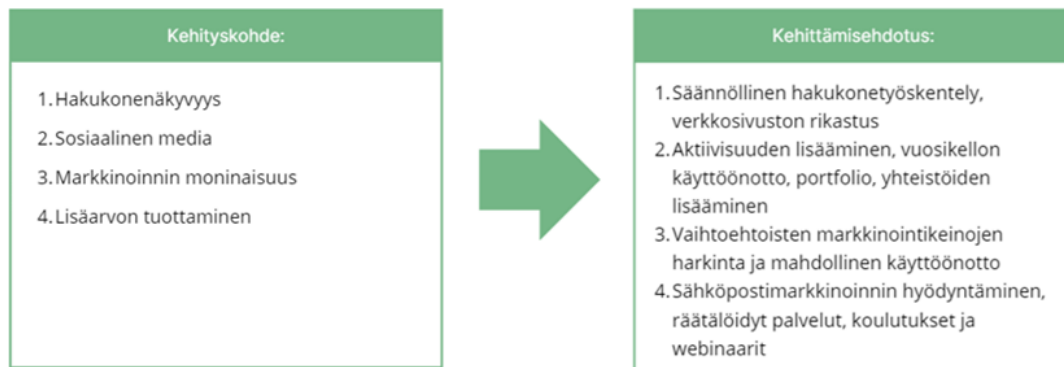 Kehityskohde:
1. Hakukonenäkyvyys
2. Sosiaalinen media
3. Markkinoinnin moninaisuus
4. Lisäarvon tuottaminen
Kehittämisehdotus:
1. Säännöllinen hakukonetyöskentely,
verkkosivuston rikastus
2. Aktiivisuuden lisääminen, vuosikellon
käyttöönotto, portfolio, yhteistöiden
lisääminen
3. Vaihtoehtoisten markkinointikeinojen
harkinta ja mahdollinen käyttöönotto
4. Sähköpostimarkkinoinnin hyödyntäminen,
räätälöidyt palvelut, koulutukset ja
webinaarit